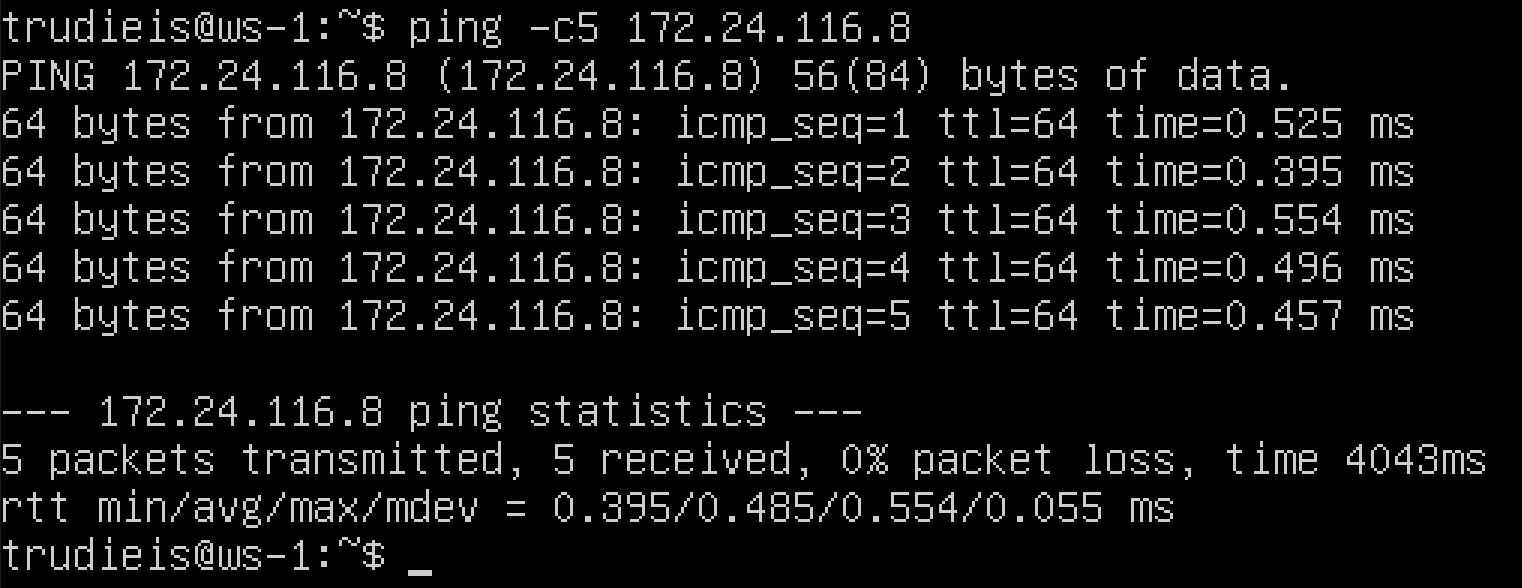 trudieis@ws-1:~$ ping -c5 172.24.116.8
PING 172.24.116.8 (172.24.116.8) 56(84) bytes of data.
64 bytes from 172.24.116.8: icmp_seq=1 ttl=64 time=0.525 ms
64 bytes from 172.24.116.8: icmp_seq=2 ttl=64 time=0.395 ms
64 bytes from 172.24.116.8: icmp_seq=3 ttl=64 time=0.554 ms
64 bytes from 172.24.116.8: icmp_seq=4 ttl=64 time=0.496 ms
64 bytes from 172.24.116.8: icmp_seq=5 ttl=64 time=0.457 ms
--- 172.24.116.8 ping statistics ---
5 packets transmitted, 5 received, 0% packet loss, time 4043ms
rtt min/avg/max/mdev = 0.395/0.485/0.554/0.055 ms
trudieis@ws-1:~$ _